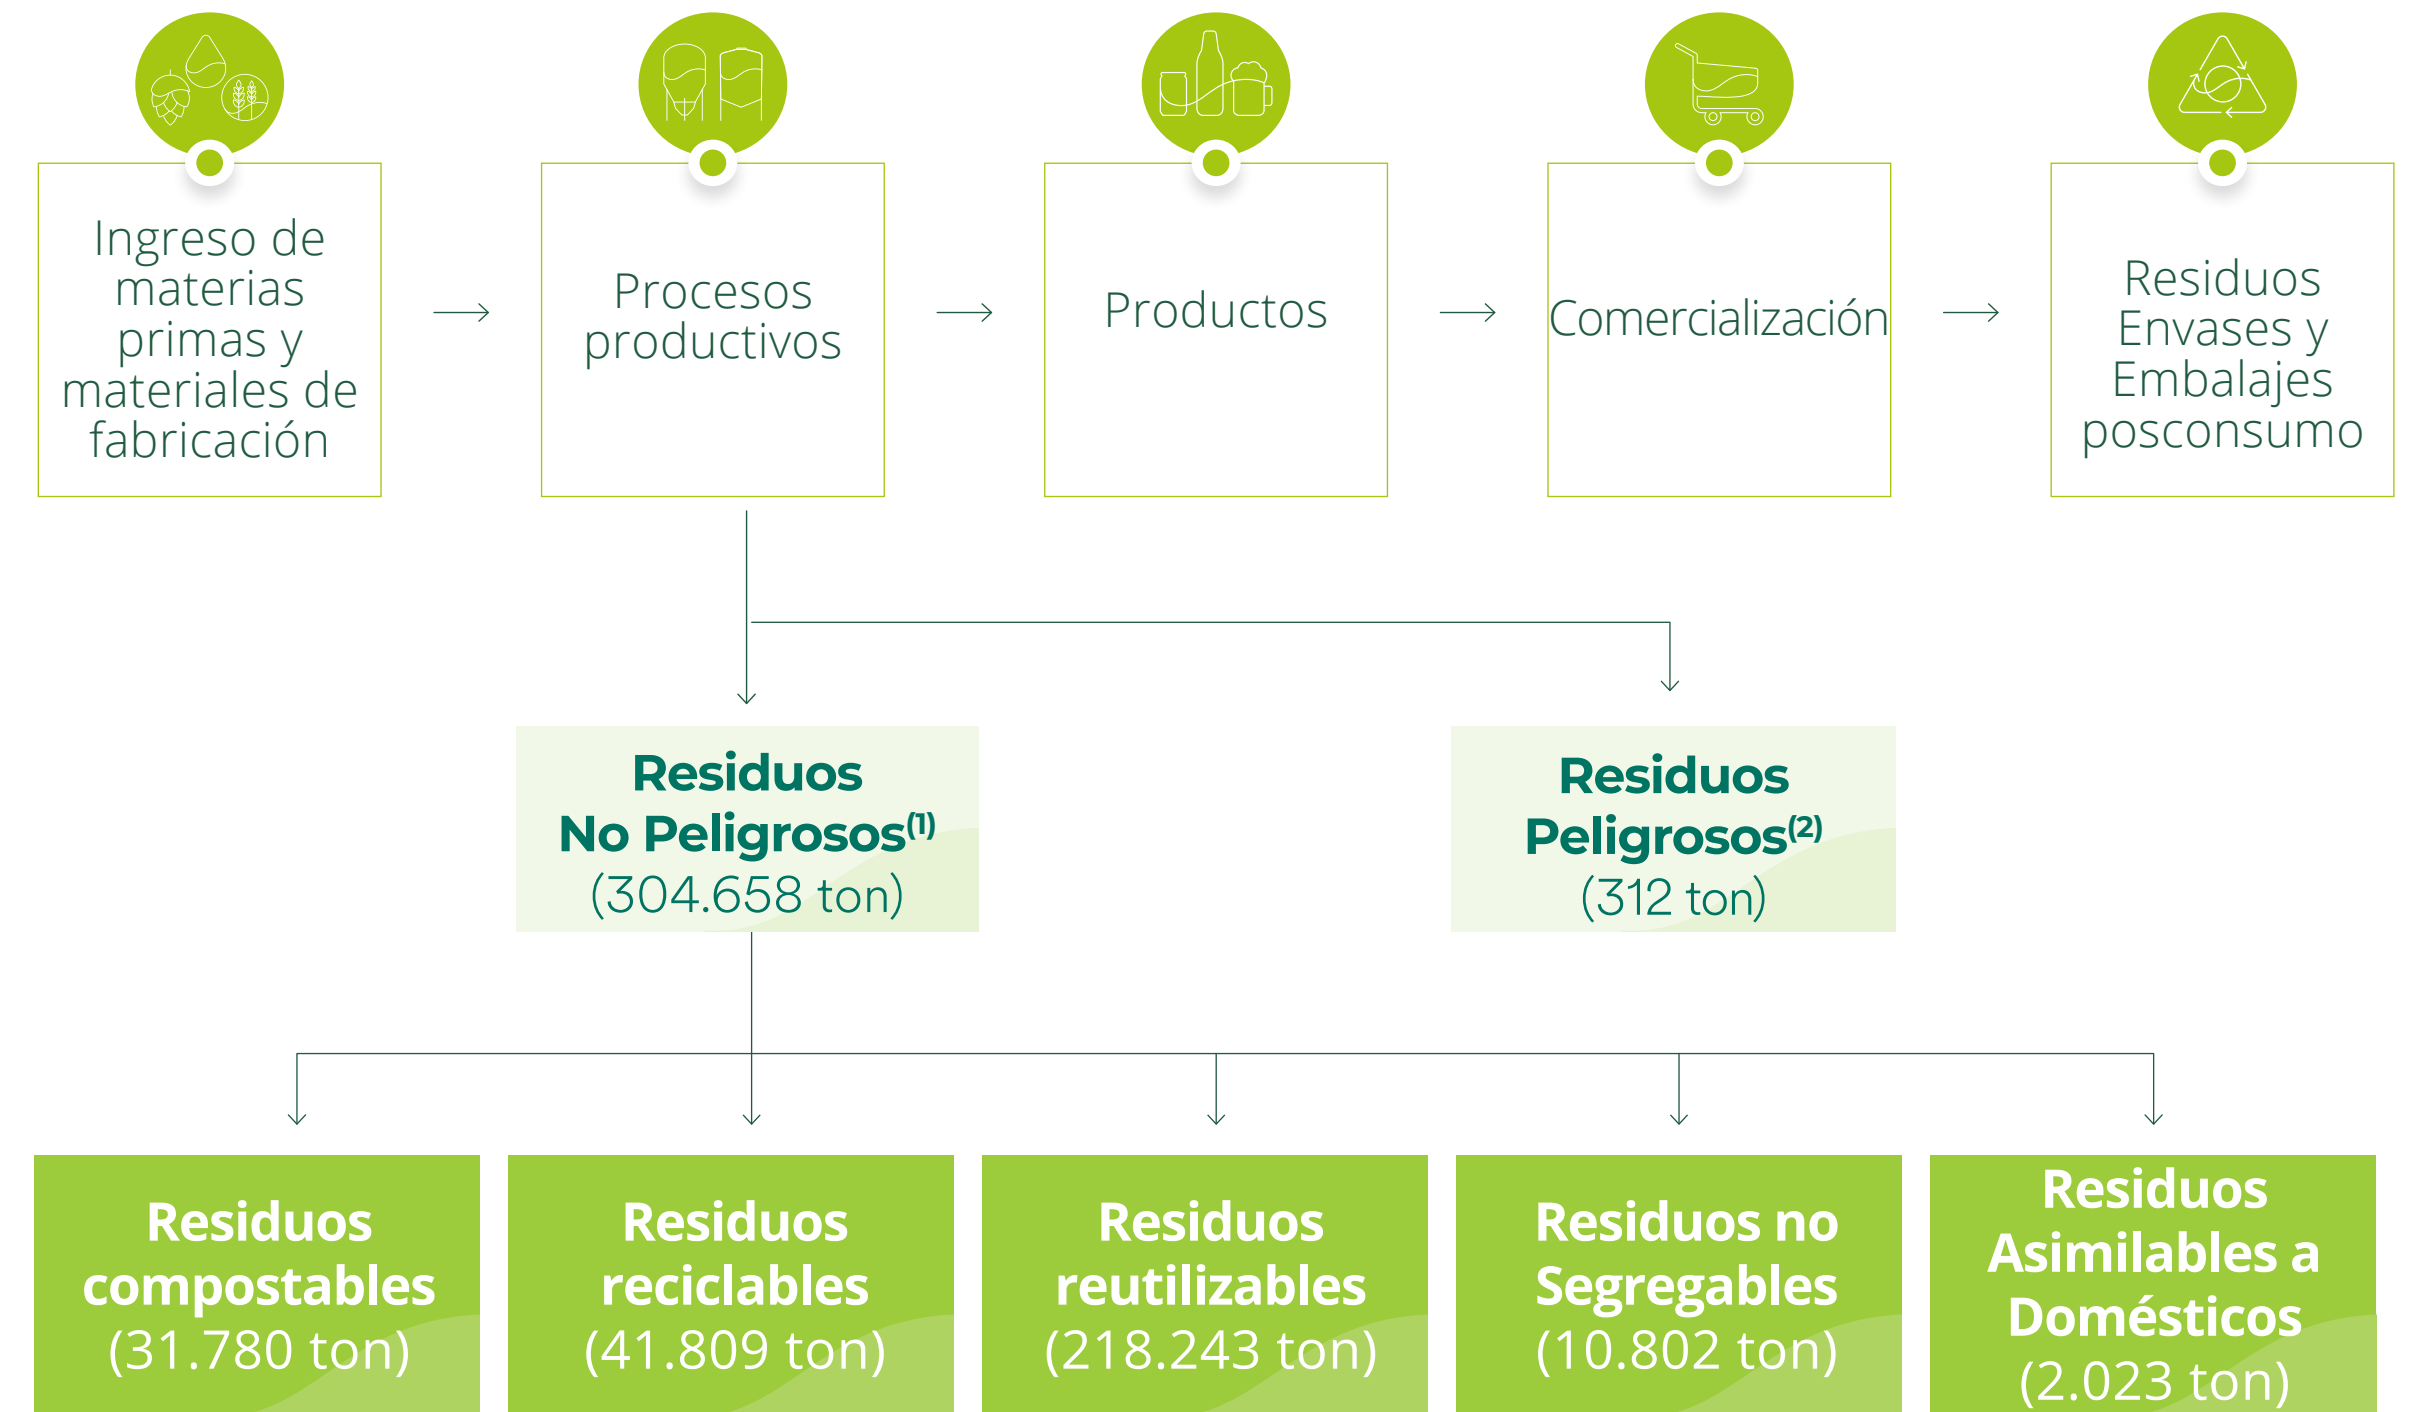 Ingreso de
materias
primas y
materiales de
fabricación
Procesos
productivos
Productos
Comercialización
Residuos
Envases y
Embalajes
posconsumo
Residuos
No Peligrosos(1)
(304.658 ton)
Residuos
Peligrosos(2)
(312 ton)
Residuos
compostables
(31.780 ton)
Residuos
reciclables
(41.809 ton)
Residuos
reutilizables
(218.243 ton)
Residuos no
Segregables
(10.802 ton)
Residuos
Asimilables a
Domésticos
(2.023 ton)